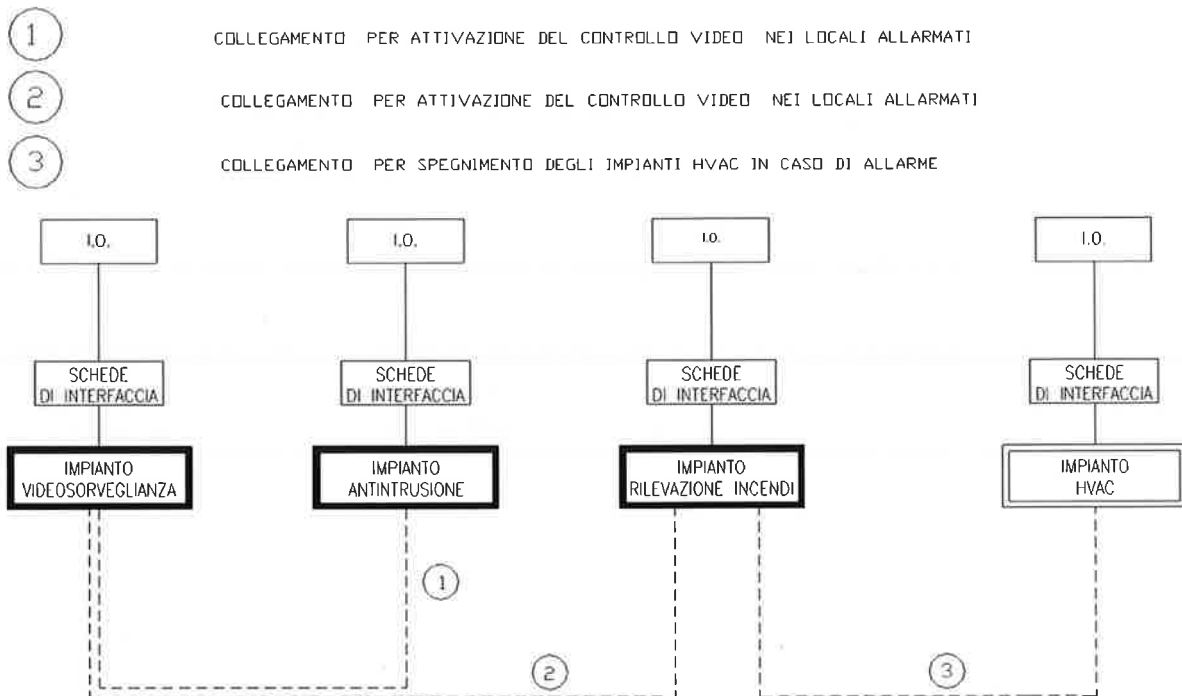 1 COLLEGAMENTO PER ATTIVAZIONE DEL CONTROLLO VIDEO NEI LOCALI ALLARMATI
2 COLLEGAMENTO PER ATTIVAZIONE DEL CONTROLLO VIDEO NEI LOCALI ALLARMATI
3 COLLEGAMENTO PER SPEGNIMENTO DEGLI IMPIANTI HVAC IN CASO DI ALLARME
I.O. I.O. I.O. I.O.
SCHEDE SCHEDE SCHEDE SCHEDE
DI INTERFACCIA DI INTERFACCIA DI INTERFACCIA DI INTERFACCIA
IMPIANTO IMPIANTO IMPIANTO IMPIANTO
VIDEOSORVEGLIANZA ANTINTRUSIONE RILEVAZIONE INCENDI HVAC
1
2 3